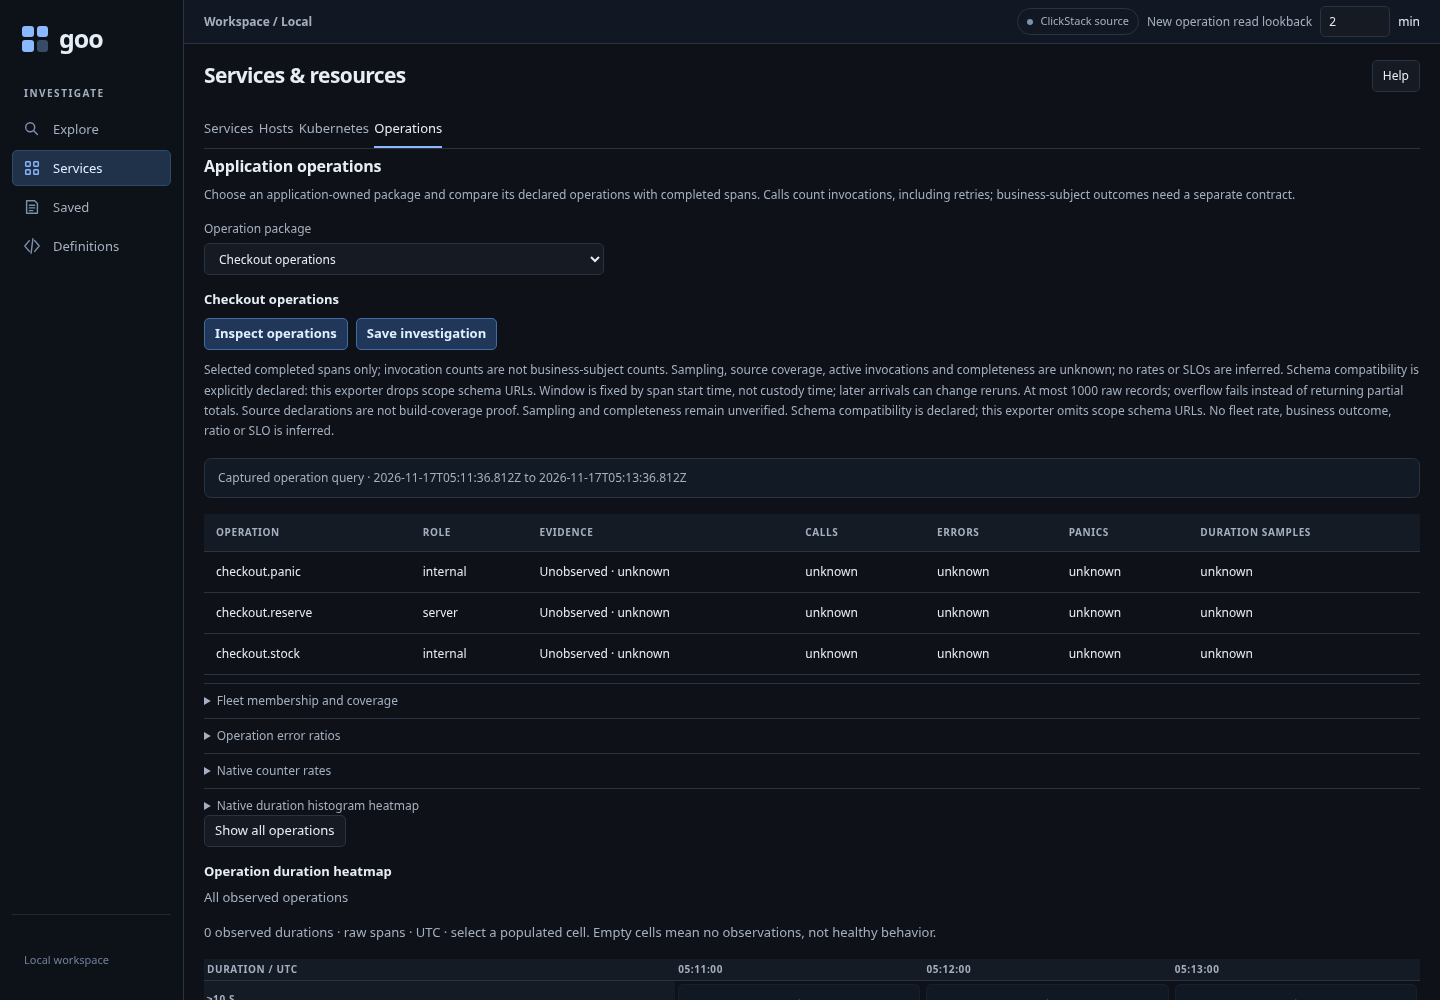 goo
Workspace / Local
ClickStack source
New operation read lookback
2
min
INVESTIGATE
Explore
Services
Saved
Definitions
Local workspace
Services & resources
Help
Services Hosts Kubernetes Operations
Application operations
Choose an application-owned package and compare its declared operations with completed spans. Calls count invocations, including retries; business-subject outcomes need a separate contract.
Operation package
Checkout operations
Checkout operations
Inspect operations Save investigation
Selected completed spans only; invocation counts are not business-subject counts. Sampling, source coverage, active invocations and completeness are unknown; no rates or SLOs are inferred. Schema compatibility is
explicitly declared: this exporter drops scope schema URLs. Window is fixed by span start time, not custody time; later arrivals can change reruns. At most 1000 raw records; overflow fails instead of returning partial
totals. Source declarations are not build-coverage proof. Sampling and completeness remain unverified. Schema compatibility is declared; this exporter omits scope schema URLs. No fleet rate, business outcome,
ratio or SLO is inferred.
Captured operation query · 2026-11-17T05:11:36.812Z to 2026-11-17T05:13:36.812Z
OPERATION ROLE EVIDENCE CALLS ERRORS PANICS DURATION SAMPLES
checkout.panic internal Unobserved · unknown unknown unknown unknown unknown
checkout.reserve server Unobserved · unknown unknown unknown unknown unknown
checkout.stock internal Unobserved · unknown unknown unknown unknown unknown
Fleet membership and coverage
Operation error ratios
Native counter rates
Native duration histogram heatmap
Show all operations
Operation duration heatmap
All observed operations
0 observed durations · raw spans · UTC · select a populated cell. Empty cells mean no observations, not healthy behavior.
DURATION / UTC 05:11:00 05:12:00 05:13:00
>10 S